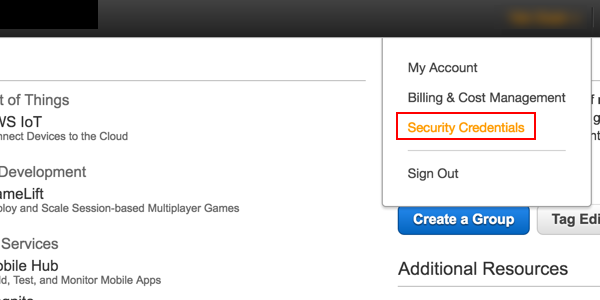 My Account
Billing & Cost Management
Security Credentials
Sign Out
t of Things
WS IoT
nnect Devices to the Cloud
Development
ameLift
ploy and Scale Session-based Multiplayer Games
Services
obile Hub
ld, Test, and Monitor Mobile Apps
ognito
Create a Group
Tag Edi
Additional Resources